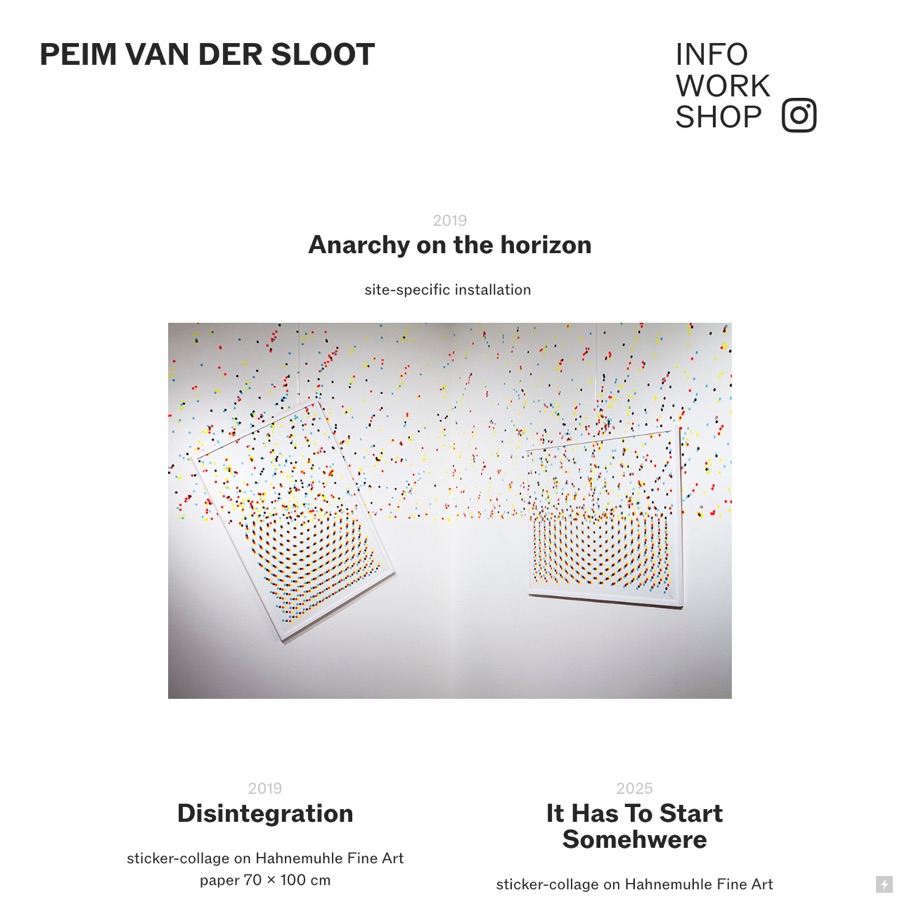 PEIM VAN DER SLOOT
INFO
WORK
SHOP
2019
Anarchy on the horizon
site-specific installation
2019
Disintegration
sticker-collage on Hahnemuhle Fine Art
paper 70 × 100 cm
2025
It Has To Start
Somehwere
sticker-collage on Hahnemuhle Fine Art